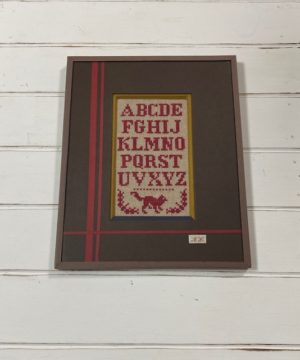 ABCDE
FGHIJ
KLMNO
PQRST
UVXYZ